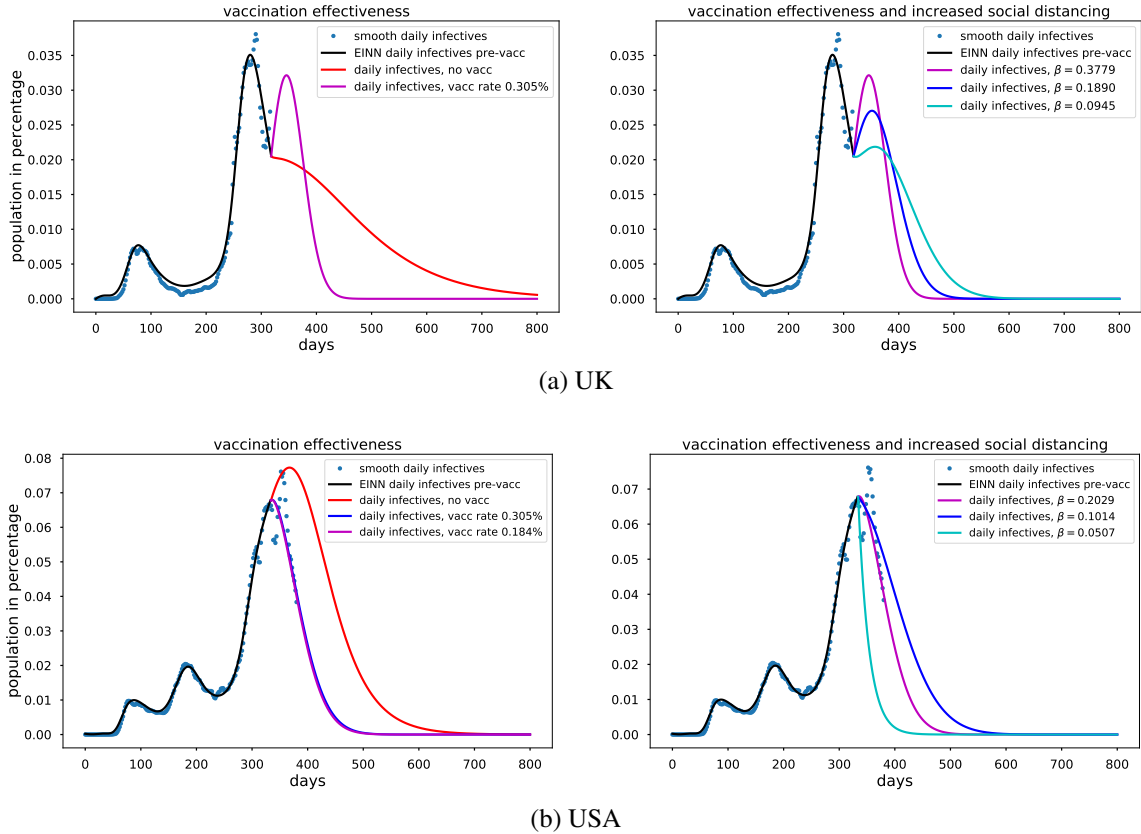 vaccination effectiveness
smooth daily infectives
EINN daily infectives pre-vacc
daily infectives, no vacc
daily infectives, vacc rate 0.305%
population in percentage
0.035
0.030
0.025
0.020
0.015
0.010
0.005
0.000
0 100 200 300 400 500 600 700 800
days
vaccination effectiveness and increased social distancing
smooth daily infectives
EINN daily infectives pre-vacc
daily infectives, β = 0.3779
daily infectives, β = 0.1890
daily infectives, β = 0.0945
0.035
0.030
0.025
0.020
0.015
0.010
0.005
0.000
0 100 200 300 400 500 600 700 800
days
(a) UK
vaccination effectiveness
smooth daily infectives
EINN daily infectives pre-vacc
daily infectives, no vacc
daily infectives, vacc rate 0.305%
daily infectives, vacc rate 0.184%
population in percentage
0.08
0.07
0.06
0.05
0.04
0.03
0.02
0.01
0.00
0 100 200 300 400 500 600 700 800
days
vaccination effectiveness and increased social distancing
smooth daily infectives
EINN daily infectives pre-vacc
daily infectives, β = 0.2029
daily infectives, β = 0.1014
daily infectives, β = 0.0507
0.07
0.06
0.05
0.04
0.03
0.02
0.01
0.00
0 100 200 300 400 500 600 700 800
days
(b) USA